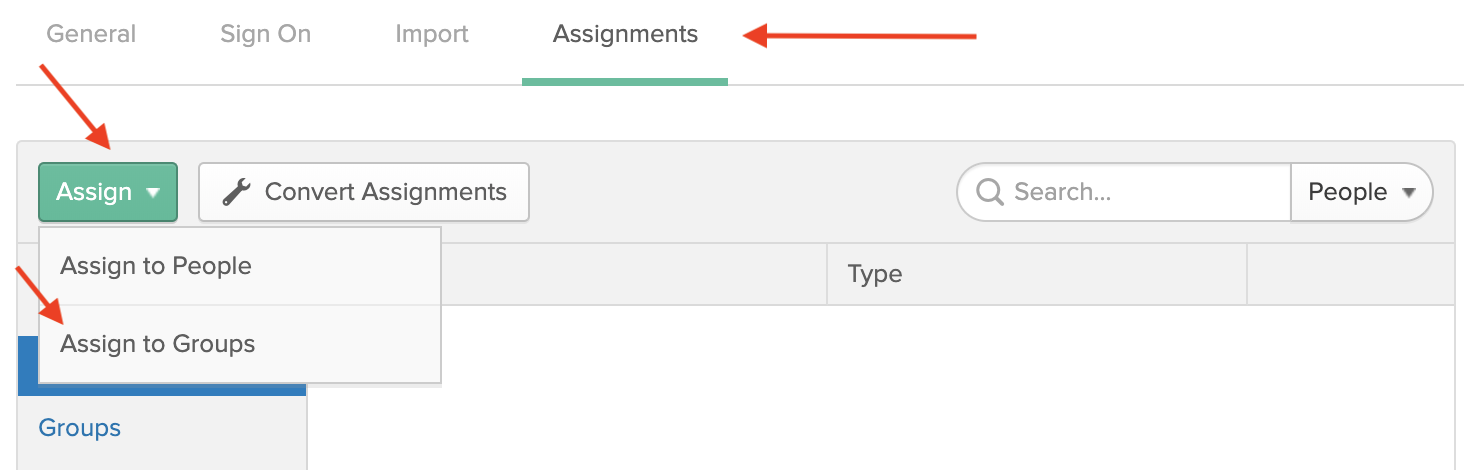 General Sign On Import Assignments
Assign Convert Assignments Search... People
Assign to People
Type
Assign to Groups
Groups